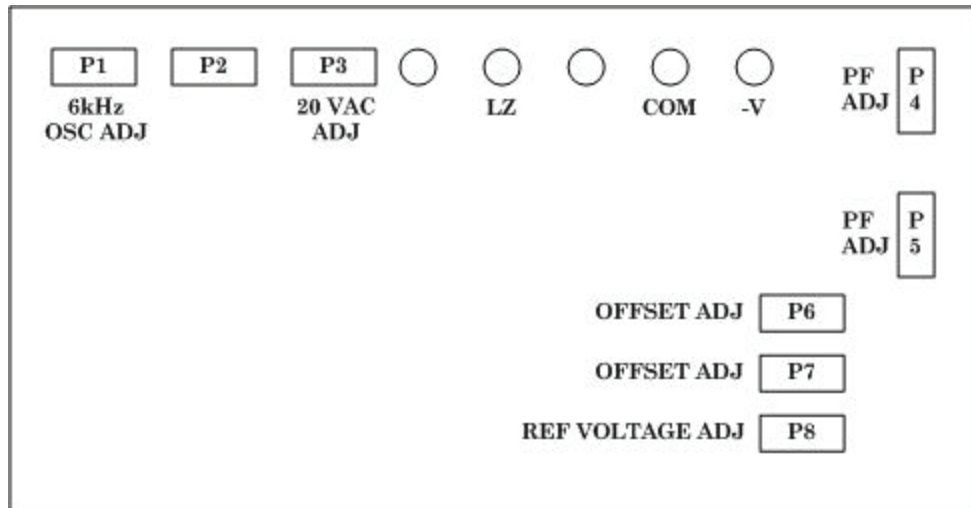 P1 P2 P3
6kHz
OSC ADJ
20 VAC
ADJ
LZ COM -V
PF
ADJ
P
4
PF
ADJ
P
5
OFFSET ADJ P6
OFFSET ADJ P7
REF VOLTAGE ADJ P8